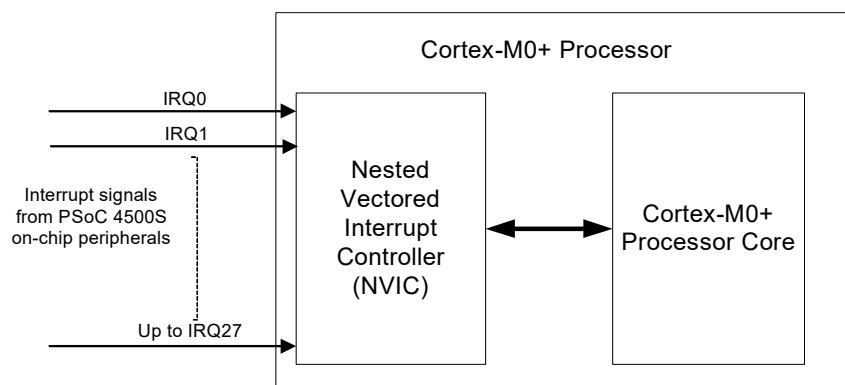 Cortex-M0+ Processor
IRQ0
IRQ1
Interrupt signals
from PSoC 4500S
on-chip peripherals
Up to IRQ27
Nested
Vectored
Interrupt
Controller
(NVIC)
Cortex-M0+
Processor Core